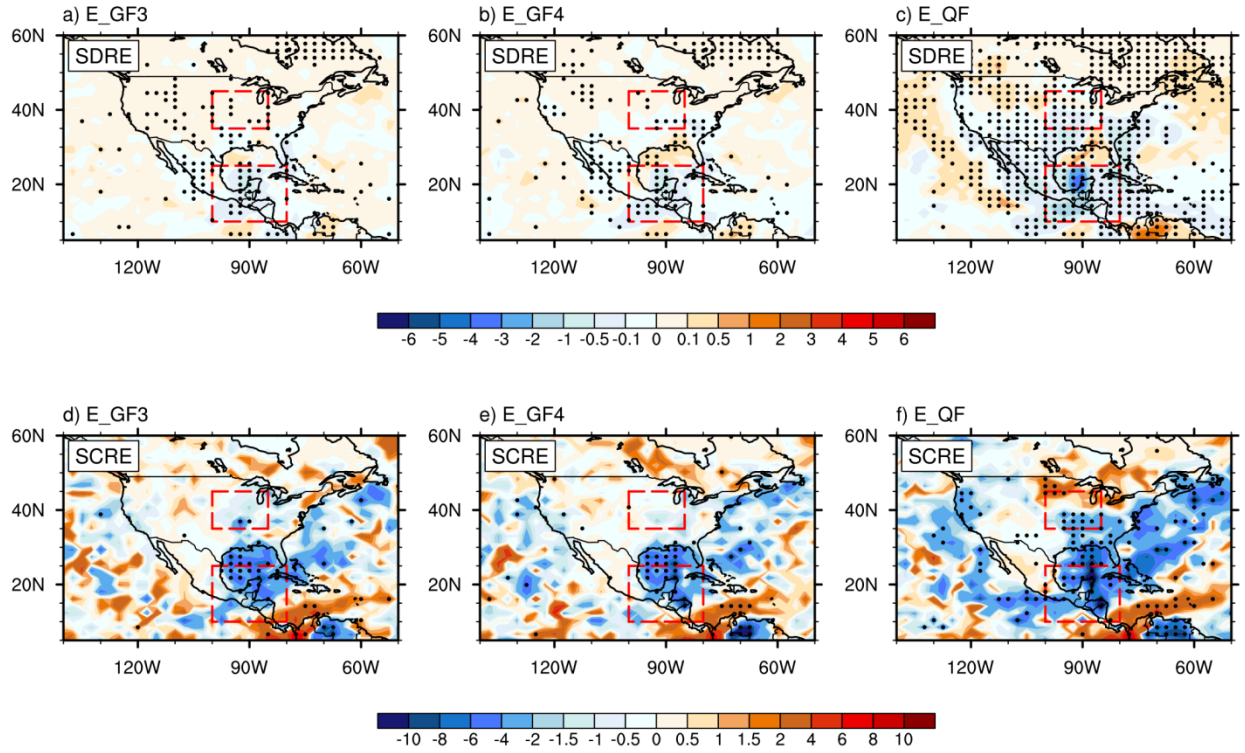 a) E_GF3 b) E_GF4 c) E_QF
60N
SDRE SDRE SDRE
40N 40N 40N
20N 20N 20N
120W 90W 60W 120W 90W 60W 120W 90W 60W
-6 -5 -4 -3 -2 -1 -0.5 -0.1 0 0.1 0.5 1 2 3 4 5 6
d) E_GF3 e) E_GF4 f) E_QF
60N 60N 60N
SCRE SCRE SCRE
40N 40N 40N
20N 20N 20N
120W 90W 60W 120W 90W 60W 120W 90W 60W
-10 -8 -6 -4 -2 -1.5 -1 -0.5 0 0.5 1 1.5 2 4 6 8 10